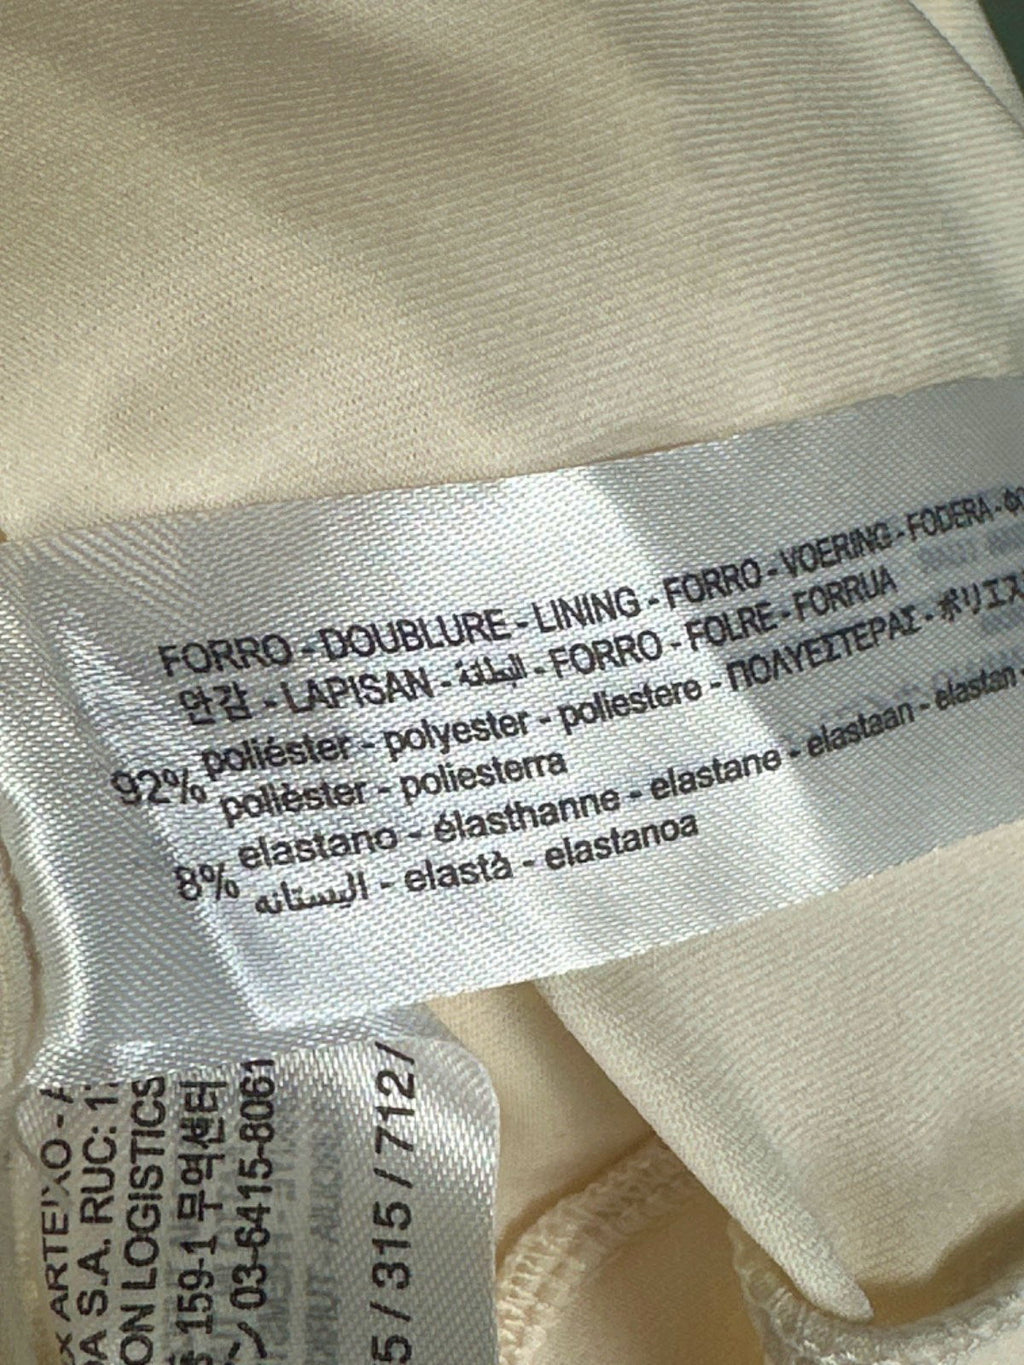 FORRO - DOUBLURE - LINING - FORRO - VOERING - FODERA -
안감 - LAPISAN - البطانة - FORRO - FOLRE - FORRUA
92% poliéster - polyester - poliestere - ΠΟΛΥΕΣΤΕΡΑΣ - ポリエス
polièster - poliesterra
8% elastano - élasthanne - elastane - elastaan - elastan -
اليستانه - elastà - elastanoa
ARTEIXO -
S.A. RUC:
ON LOGISTICS
159-1 무역센터
03-6415-8061
5 / 315 / 712 /